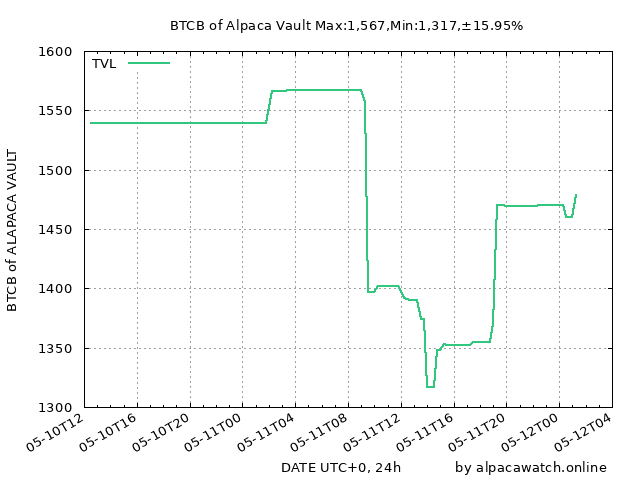 BTCB of Alpaca Vault Max:1,567,Min:1,317,±15.95%
TVL
BTCB of ALAPACA VAULT
1600
1550
1500
1450
1400
1350
1300
05-10T12
05-10T16
05-10T20
05-11T00
05-11T04
05-11T08
05-11T12
05-11T16
05-11T20
05-12T00
05-12T04
DATE UTC+0, 24h
by alpacawatch.online